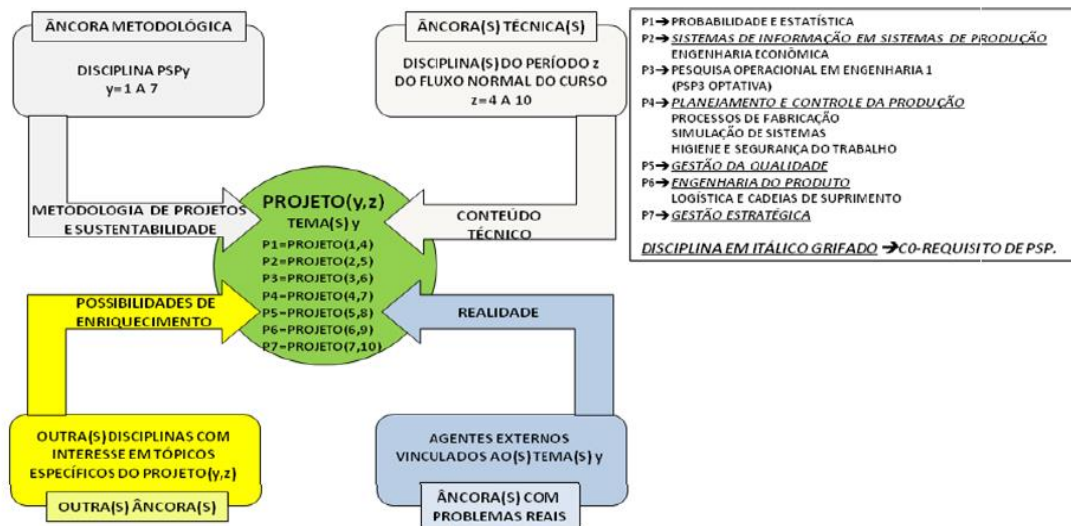 ÂNCORA METODOLÓGICA
DISCIPLINA PSPy
y=1 A 7
METODOLOGIA DE PROJETOS
E SUSTENTABILIDADE
ÂNCORA(S) TÉCNICA(S)
DISCIPLINA(S) DO PERÍODO z
DO FLUXO NORMAL DO CURSO
z=4 A 10
CONTEÚDO
TÉCNICO
PROJETO(y,z)
TEMA(S) y
P1=PROJETO(1,4)
P2=PROJETO(2,5)
P3=PROJETO(3,6)
P4=PROJETO(4,7)
P5=PROJETO(5,8)
P6=PROJETO(6,9)
P7=PROJETO(7,10)
POSSIBILIDADES DE
ENRIQUECIMENTO
OUTRA(S) DISCIPLINAS COM
INTERESSE EM TÓPICOS
ESPECÍFICOS DO PROJETO(y,z)
OUTRA(S) ÂNCORA(S)
REALIDADE
AGENTES EXTERNOS
VINCULADOS AO(S) TEMA(S) y
ÂNCORA(S) COM
PROBLEMAS REAIS
P1➔PROBABILIDADE E ESTATÍSTICA
P2➔SISTEMAS DE INFORMAÇÃO EM SISTEMAS DE PRODUÇÃO
ENGENHARIA ECONÔMICA
P3➔PESQUISA OPERACIONAL EM ENGENHARIA 1
(PSP3 OPTATIVA)
P4➔PLANEJAMENTO E CONTROLE DA PRODUÇÃO
PROCESSOS DE FABRICAÇÃO
SIMULAÇÃO DE SISTEMAS
HIGIENE E SEGURANÇA DO TRABALHO
P5➔GESTÃO DA QUALIDADE
P6➔ENGENHARIA DO PRODUTO
LOGÍSTICA E CADEIAS DE SUPRIMENTO
P7➔GESTÃO ESTRATÉGICA
DISCIPLINA EM ITÁLICO GRIFADO ➔C0-REQUISITO DE PSP.